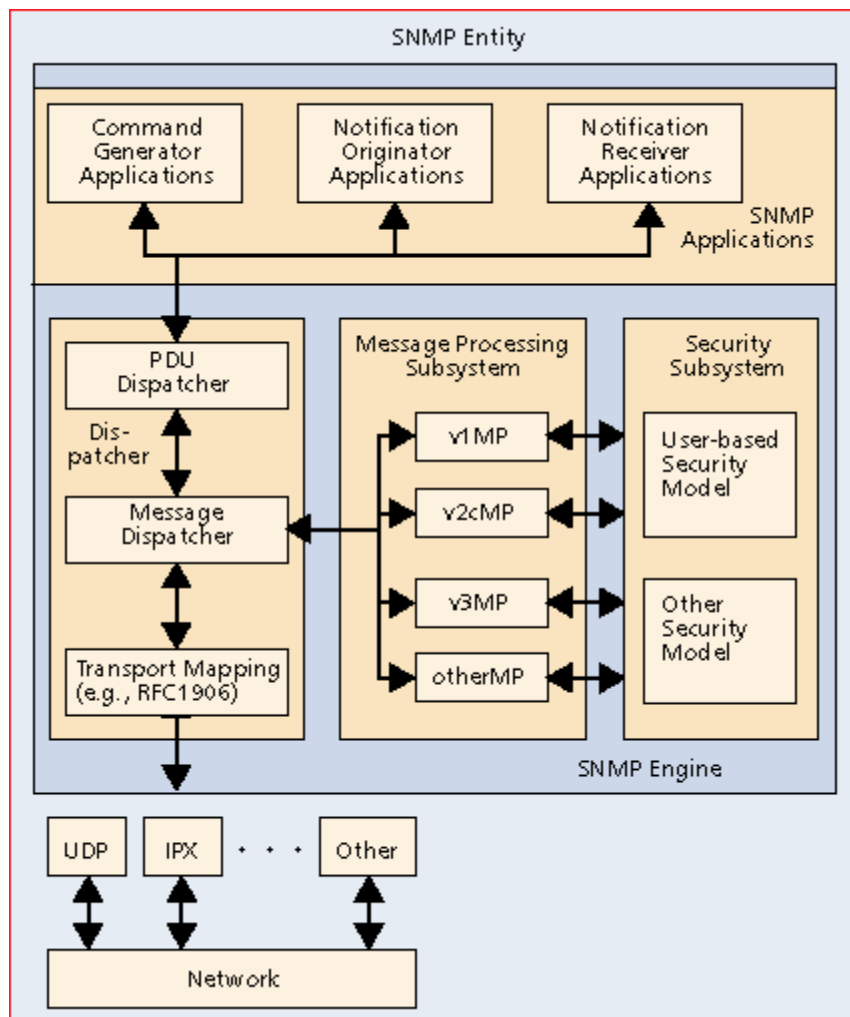 SNMP Entity
Command
Generator
Applications
Notification
Originator
Applications
Notification
Receiver
Applications
SNMP
Applications
PDU
Dispatcher
Dis-
patcher
Message
Dispatcher
Transport Mapping
(e.g., RFC1906)
Message Processing
Subsystem
v1MP
v2cMP
v3MP
otherMP
Security
Subsystem
User-based
Security
Model
Other
Security
Model
SNMP Engine
UDP
IPX
· · ·
Other
Network